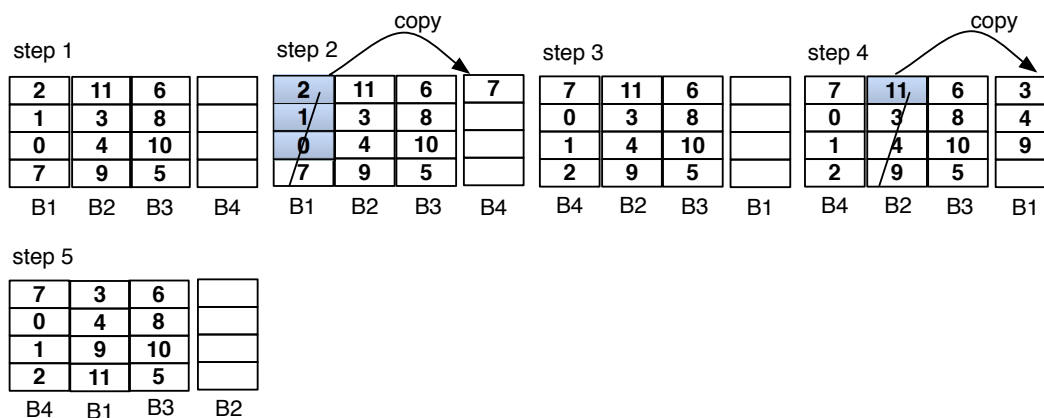 copy copy
step 1 step 2 step 3 step 4
2 11 6 2 11 6 7 7 11 6 7 11 6 3
1 3 8 1 3 8 0 3 8 0 3 8 4
0 4 10 0 4 10 1 4 10 1 4 10 9
7 9 5 7 9 5 2 9 5 2 9 5
B1 B2 B3 B4 B1 B2 B3 B4 B4 B2 B3 B1 B4 B2 B3 B1
step 5
7 3 6
0 4 8
1 9 10
2 11 5
B4 B1 B3 B2